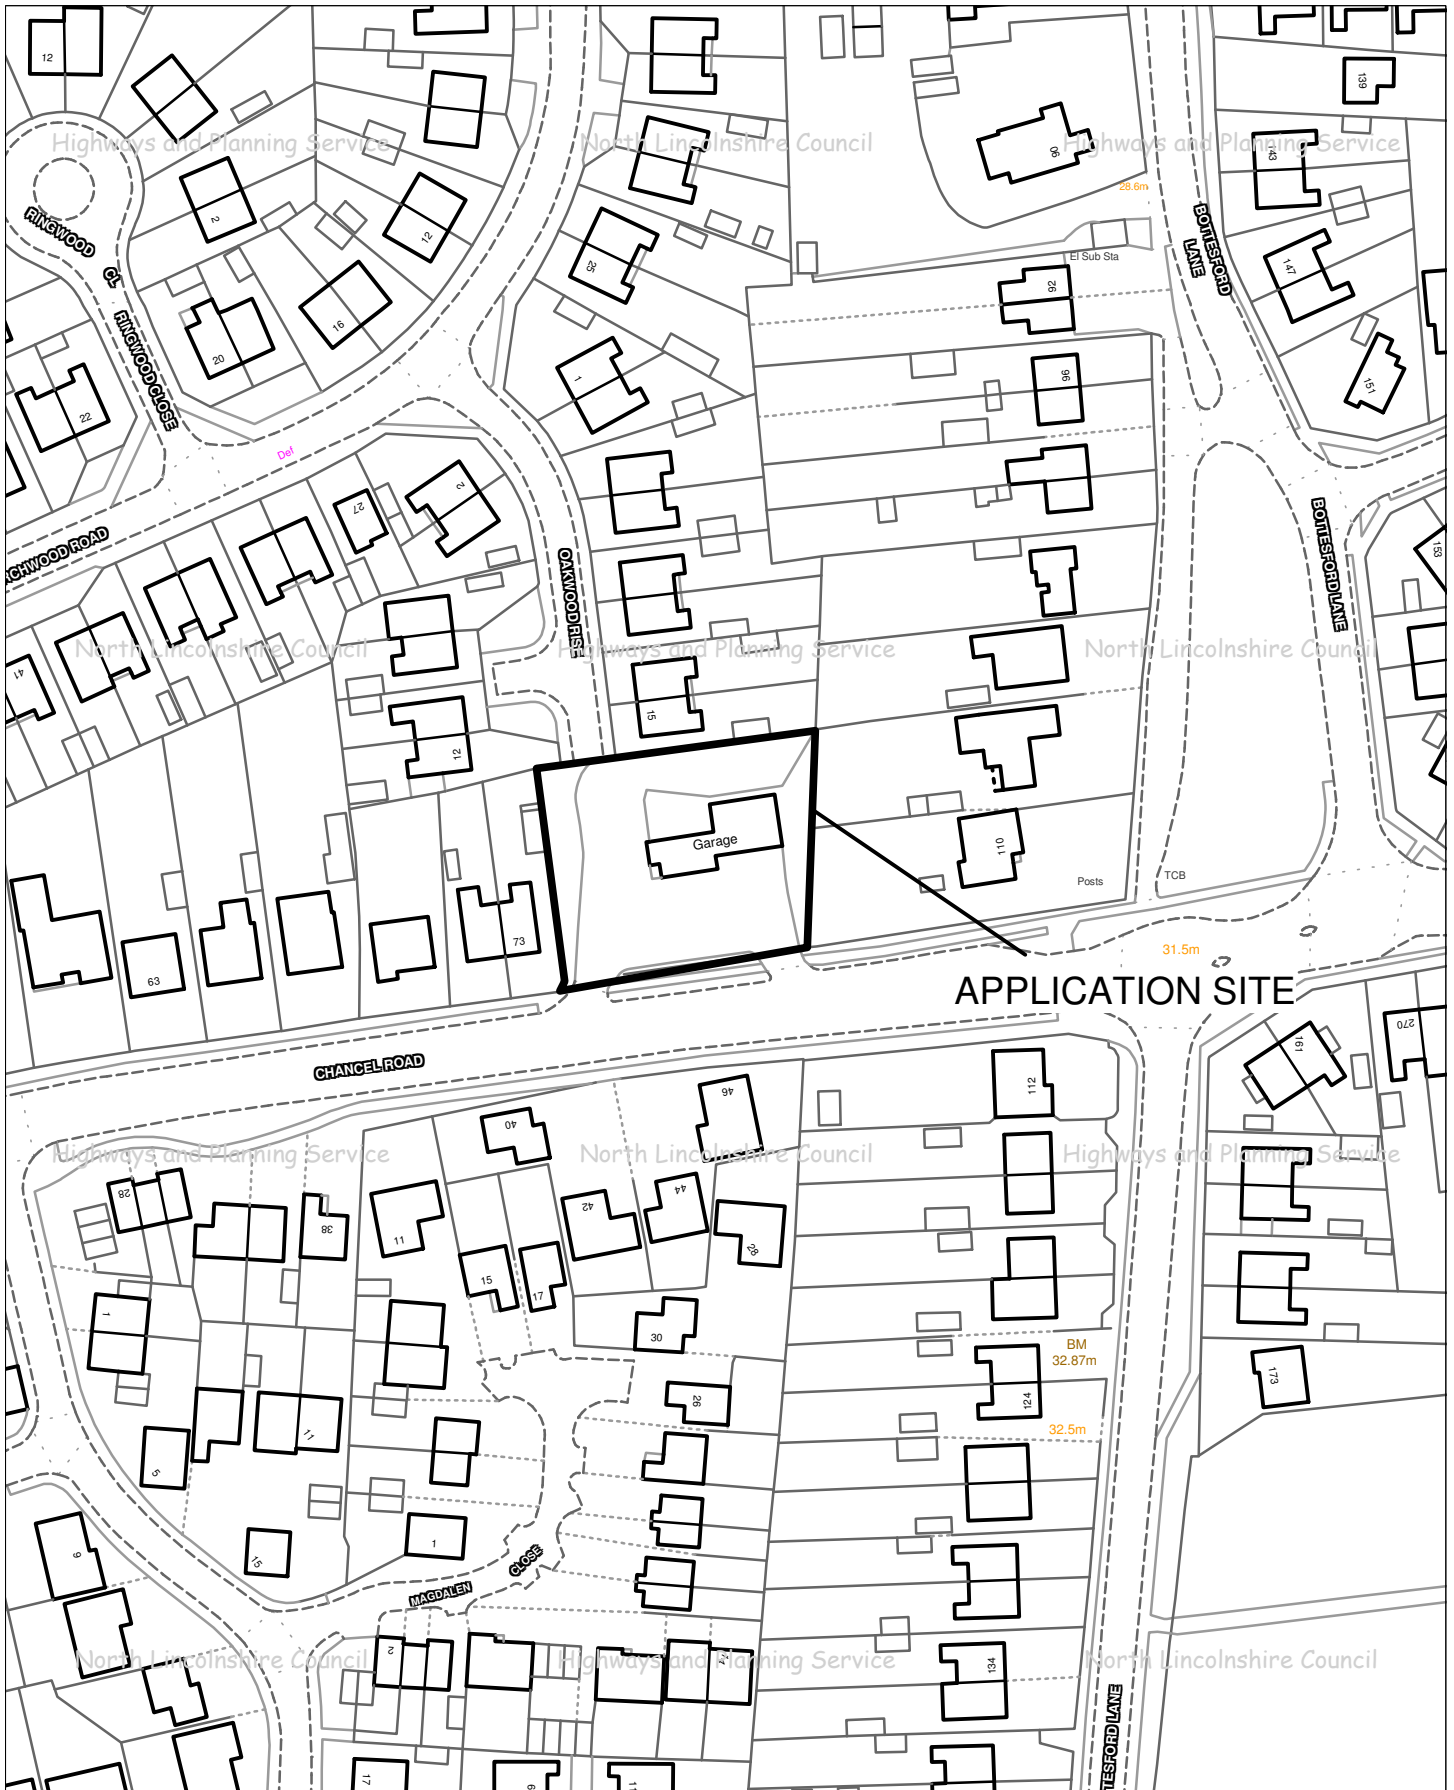 12
139
Highways and Planning Service
North Lincolnshire Council
Highways and Planning Service
143
90
28.6m
2
12
RINGWOOD
CL
BOTTESFORD
LANE
25
El Sub Sta
147
92
16
RINGWOOD CLOSE
20
1
96
151
22
Def
2
27
BOTTESFORD LANE
RCHWOOD ROAD
OAKWOOD RISE
153
North Lincolnshire Council
Highways and Planning Service
North Lincolnshire Council
41
15
12
Garage
110
TCB
Posts
73
31.5m
63
APPLICATION SITE
270
161
CHANCEL ROAD
112
46
40
Highways and Planning Service
North Lincolnshire Council
Highways and Planning Service
28
44
42
38
11
28
15
17
1
30
BM
32.87m
173
26
124
32.5m
11
5
1
15
9
CLOSE
MAGDALEN
2
North Lincolnshire Council
Highways and Planning Service
North Lincolnshire Council
134
TESFORD LANE
17